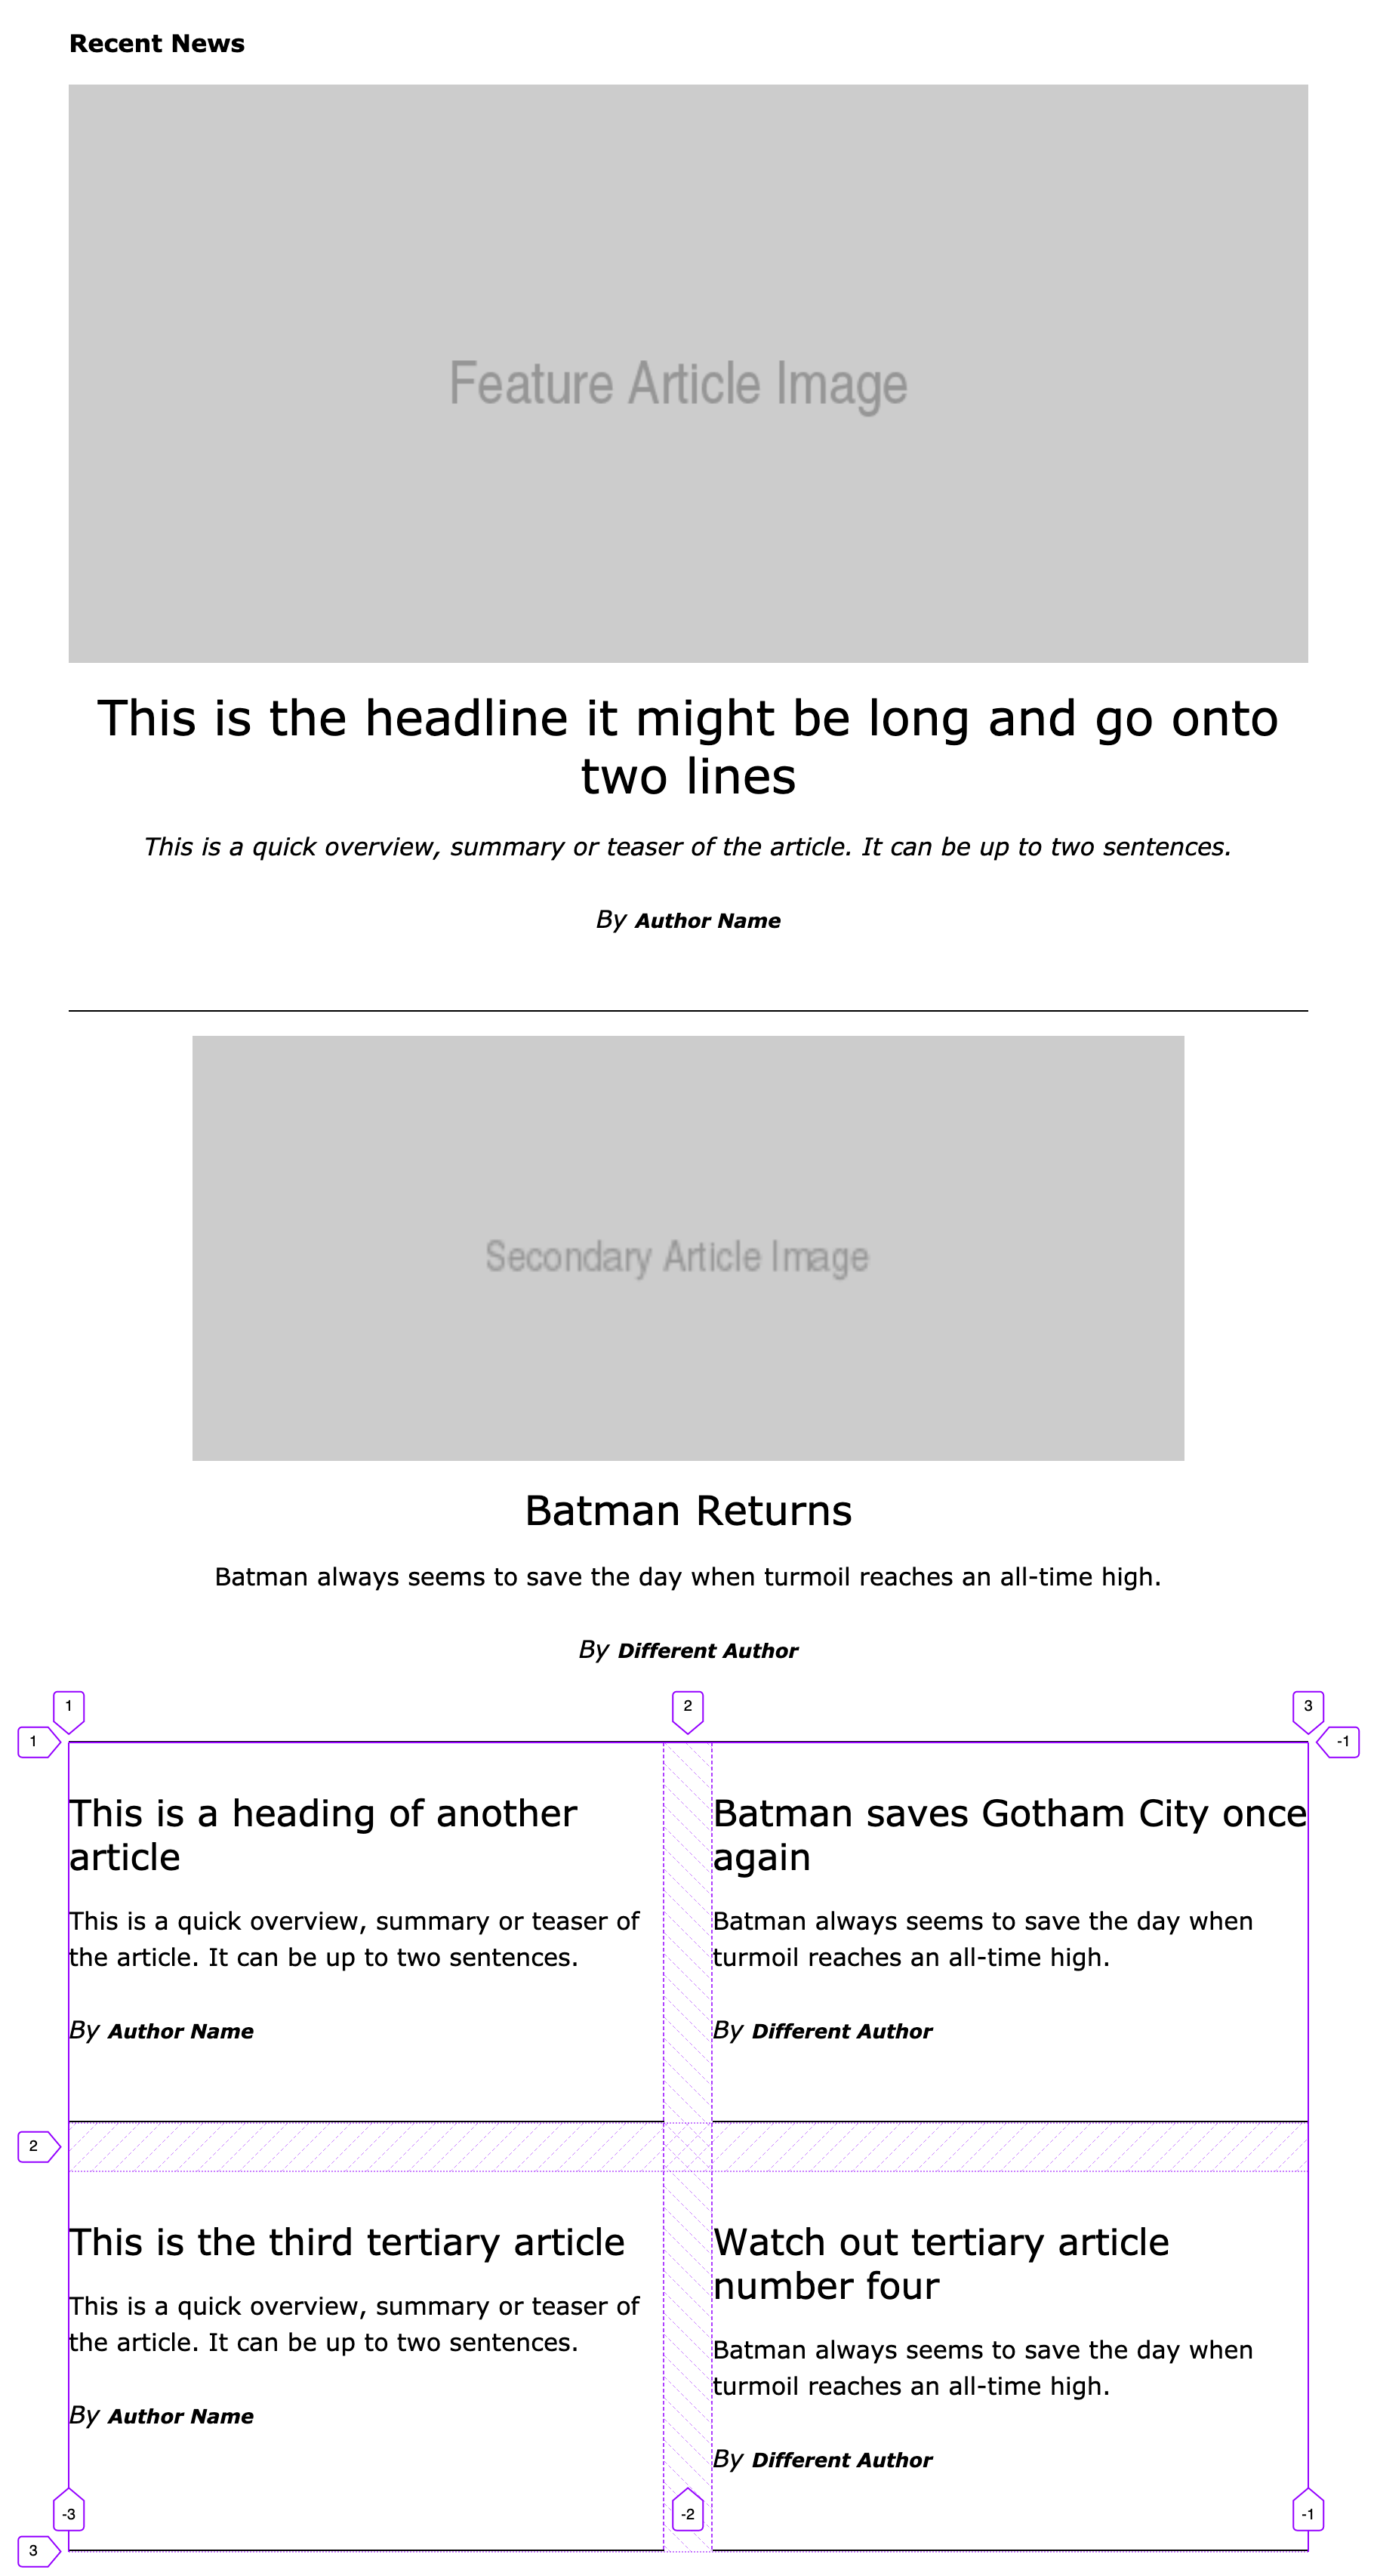 Recent News
Feature Article Image
This is the headline it might be long and go onto
two lines
This is a quick overview, summary or teaser of the article. It can be up to two sentences.
By Author Name
Secondary Article Image
Batman Returns
Batman always seems to save the day when turmoil reaches an all-time high.
By Different Author
1
2
3
1
-1
This is a heading of another
article
This is a quick overview, summary or teaser of
the article. It can be up to two sentences.
By Author Name
Batman saves Gotham City once
again
Batman always seems to save the day when
turmoil reaches an all-time high.
By Different Author
2
This is the third tertiary article
This is a quick overview, summary or teaser of
the article. It can be up to two sentences.
By Author Name
Watch out tertiary article
number four
Batman always seems to save the day when
turmoil reaches an all-time high.
By Different Author
-3
-2
-1
3